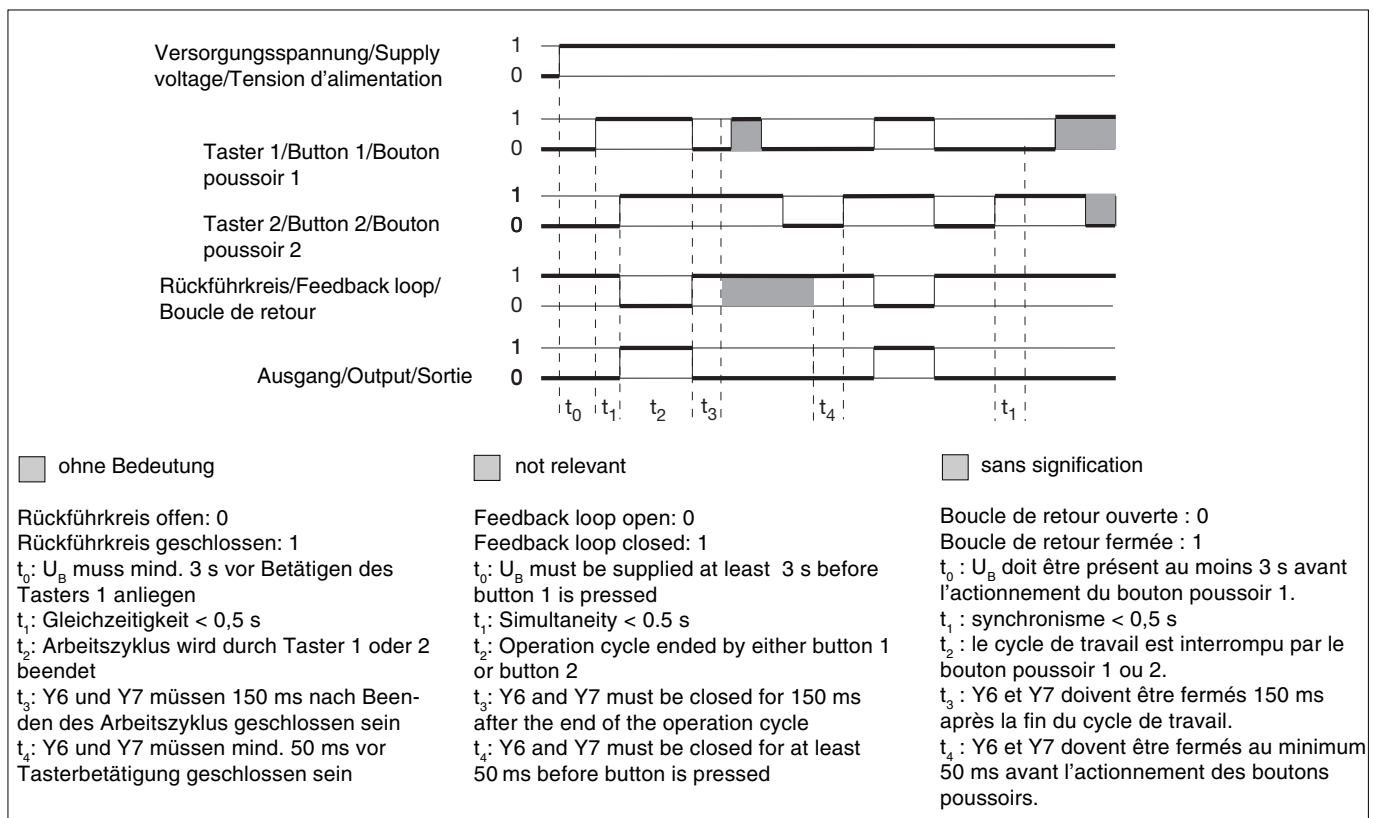 Versorgungsspannung/Supply
voltage/Tension d'alimentation
1
0
Taster 1/Button 1/Bouton
poussoir 1
1
0
Taster 2/Button 2/Bouton
poussoir 2
1
0
Rückführkreis/Feedback loop/
Boucle de retour
1
0
Ausgang/Output/Sortie
1
0
t0 t1 t2 t3 t4 t1
ohne Bedeutung
Rückführkreis offen: 0
Rückführkreis geschlossen: 1
t0: UB muss mind. 3 s vor Betätigen des
Tasters 1 anliegen
t1: Gleichzeitigkeit < 0,5 s
t2: Arbeitszyklus wird durch Taster 1 oder 2
beendet
t3: Y6 und Y7 müssen 150 ms nach Been-
den des Arbeitszyklus geschlossen sein
t4: Y6 und Y7 müssen mind. 50 ms vor
Tasterbetätigung geschlossen sein
not relevant
Feedback loop open: 0
Feedback loop closed: 1
t0: UB must be supplied at least 3 s before
button 1 is pressed
t1: Simultaneity < 0.5 s
t2: Operation cycle ended by either button 1
or button 2
t3: Y6 and Y7 must be closed for 150 ms
after the end of the operation cycle
t4: Y6 and Y7 must be closed for at least
50 ms before button is pressed
sans signification
Boucle de retour ouverte : 0
Boucle de retour fermée : 1
t0 : UB doit être présent au moins 3 s avant
l'actionnement du bouton poussoir 1.
t1 : synchronisme < 0,5 s
t2 : le cycle de travail est interrompu par le
bouton poussoir 1 ou 2.
t3 : Y6 et Y7 doivent être fermés 150 ms
après la fin du cycle de travail.
t4 : Y6 et Y7 dovent être fermés au minimum
50 ms avant l'actionnement des boutons
poussoirs.